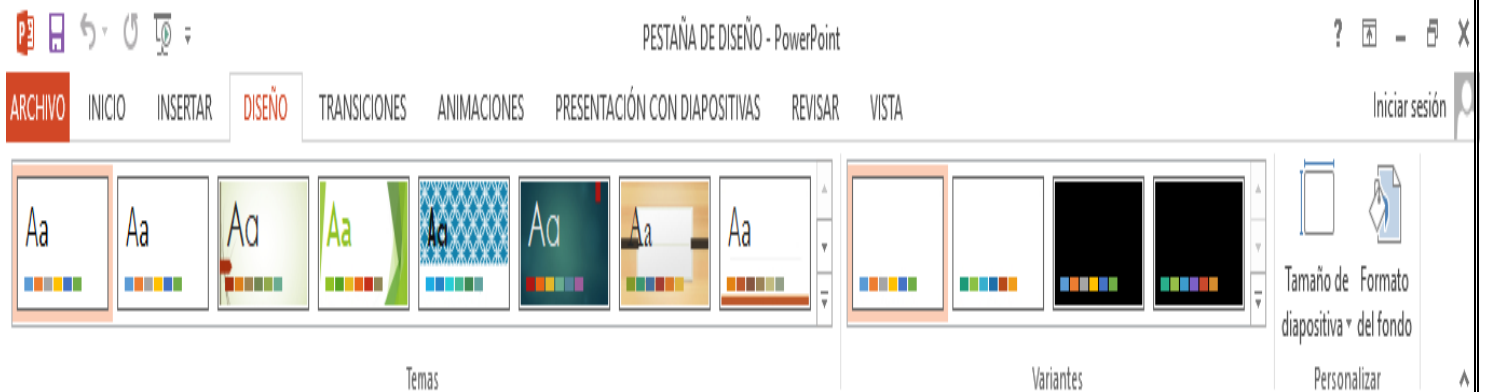 PESTAÑA DE DISEÑO - PowerPoint
?
ARCHIVO INICIO INSERTAR DISEÑO TRANSICIONES ANIMACIONES PRESENTACIÓN CON DIAPOSITIVAS REVISAR VISTA Iniciar sesión
Aa Aa Aa Aa Aa Aa Aa Aa
Tamaño de diapositiva
Formato del fondo
Temas Variantes Personalizar